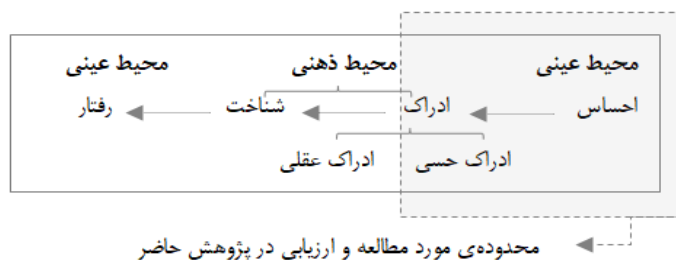 محیط عینی محیط ذهنی محیط عینی
احساس ادراک شناخت رفتار
ادراک حسی ادراک عقلی
محدوده‌ی مورد مطالعه و ارزیابی در پژوهش حاضر